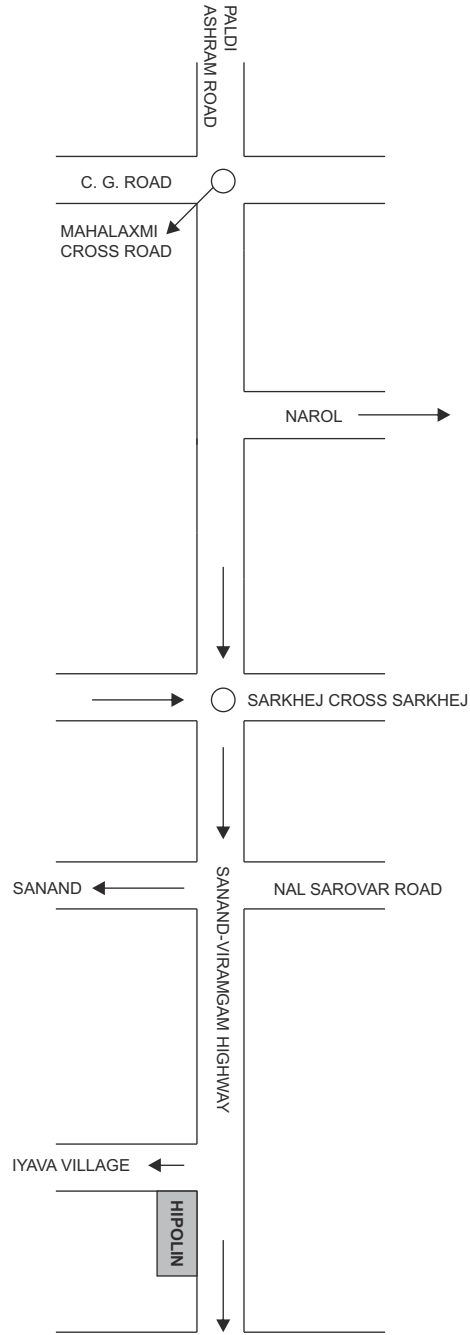 PALDI
ASHRAM ROAD
C. G. ROAD
MAHALAXMI
CROSS ROAD
NAROL
SARKHEJ CROSS SARKHEJ
SANAND
NAL SAROVAR ROAD
SANAND-VIRAMGAM HIGHWAY
IYAVA VILLAGE
HIPOLIN